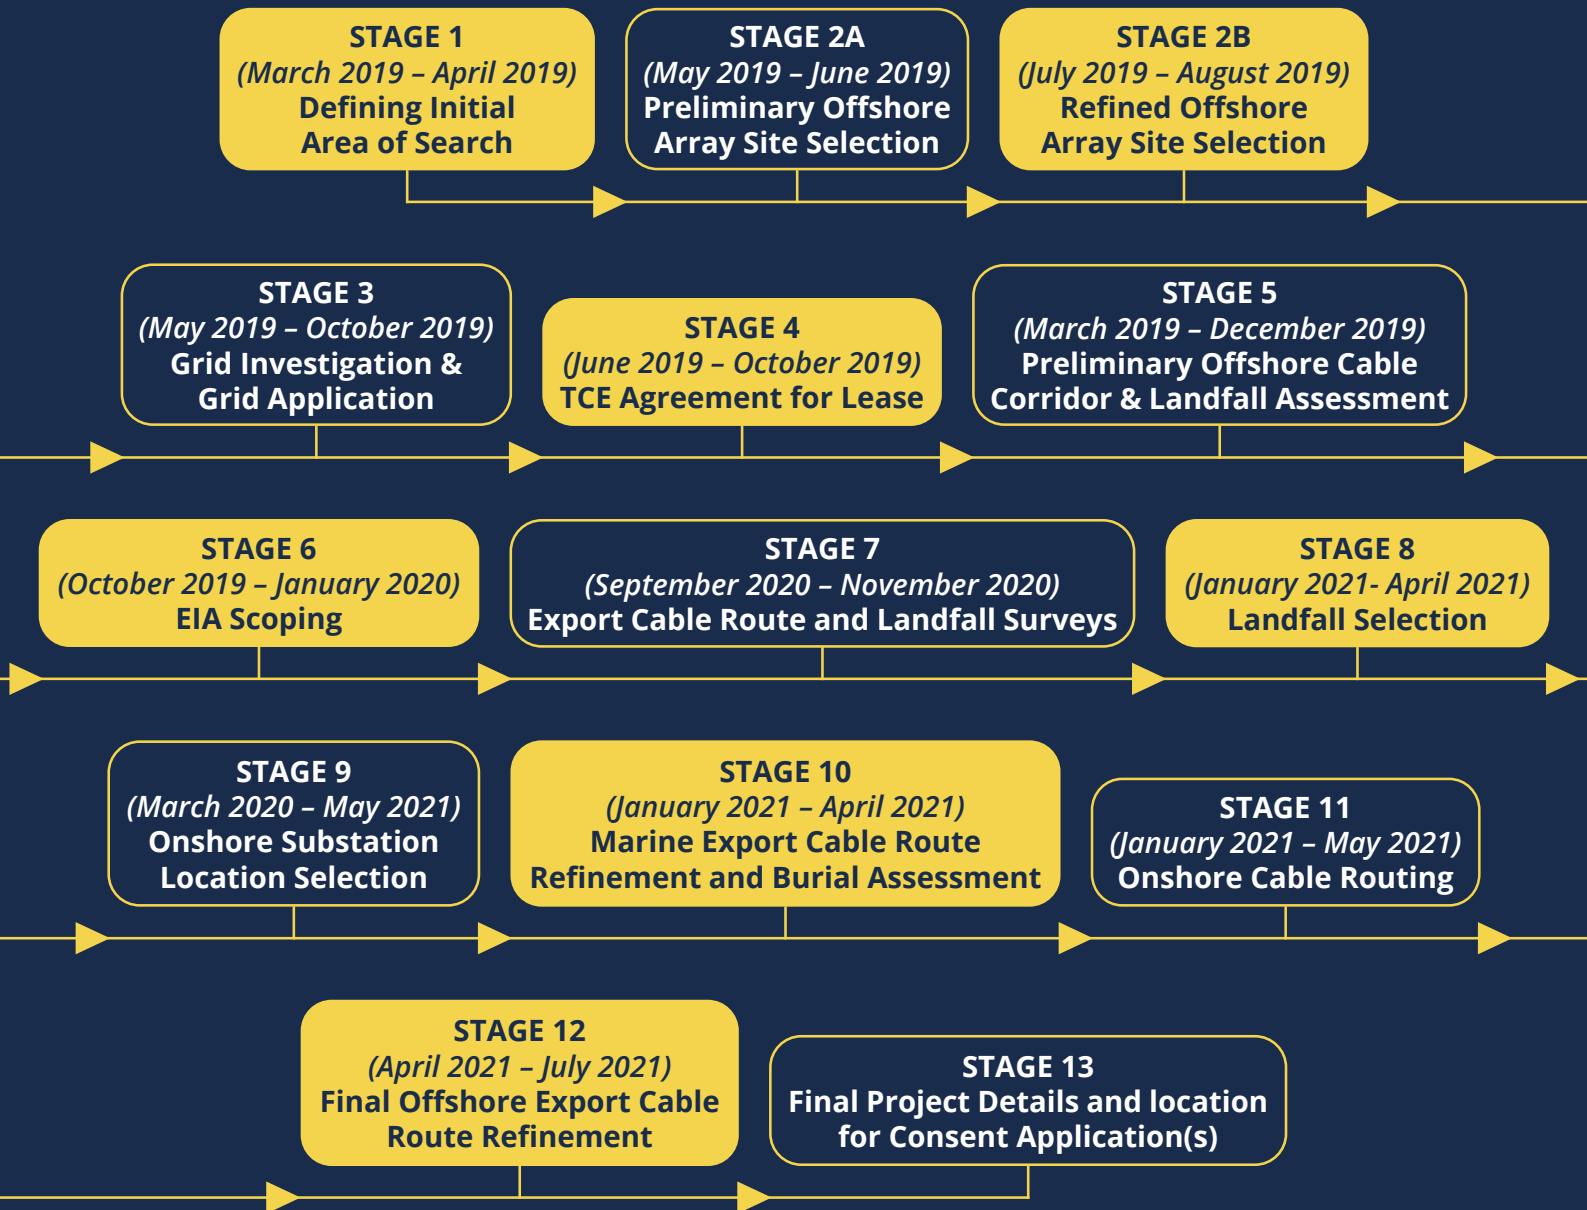 STAGE 1
(March 2019 – April 2019)
Defining Initial
Area of Search
STAGE 2A
(May 2019 – June 2019)
Preliminary Offshore
Array Site Selection
STAGE 2B
(July 2019 – August 2019)
Refined Offshore
Array Site Selection
STAGE 3
(May 2019 – October 2019)
Grid Investigation &
Grid Application
STAGE 4
(June 2019 – October 2019)
TCE Agreement for Lease
STAGE 5
(March 2019 – December 2019)
Preliminary Offshore Cable
Corridor & Landfall Assessment
STAGE 6
(October 2019 – January 2020)
EIA Scoping
STAGE 7
(September 2020 – November 2020)
Export Cable Route and Landfall Surveys
STAGE 8
(January 2021- April 2021)
Landfall Selection
STAGE 9
(March 2020 – May 2021)
Onshore Substation
Location Selection
STAGE 10
(January 2021 – April 2021)
Marine Export Cable Route
Refinement and Burial Assessment
STAGE 11
(January 2021 – May 2021)
Onshore Cable Routing
STAGE 12
(April 2021 – July 2021)
Final Offshore Export Cable
Route Refinement
STAGE 13
Final Project Details and location
for Consent Application(s)